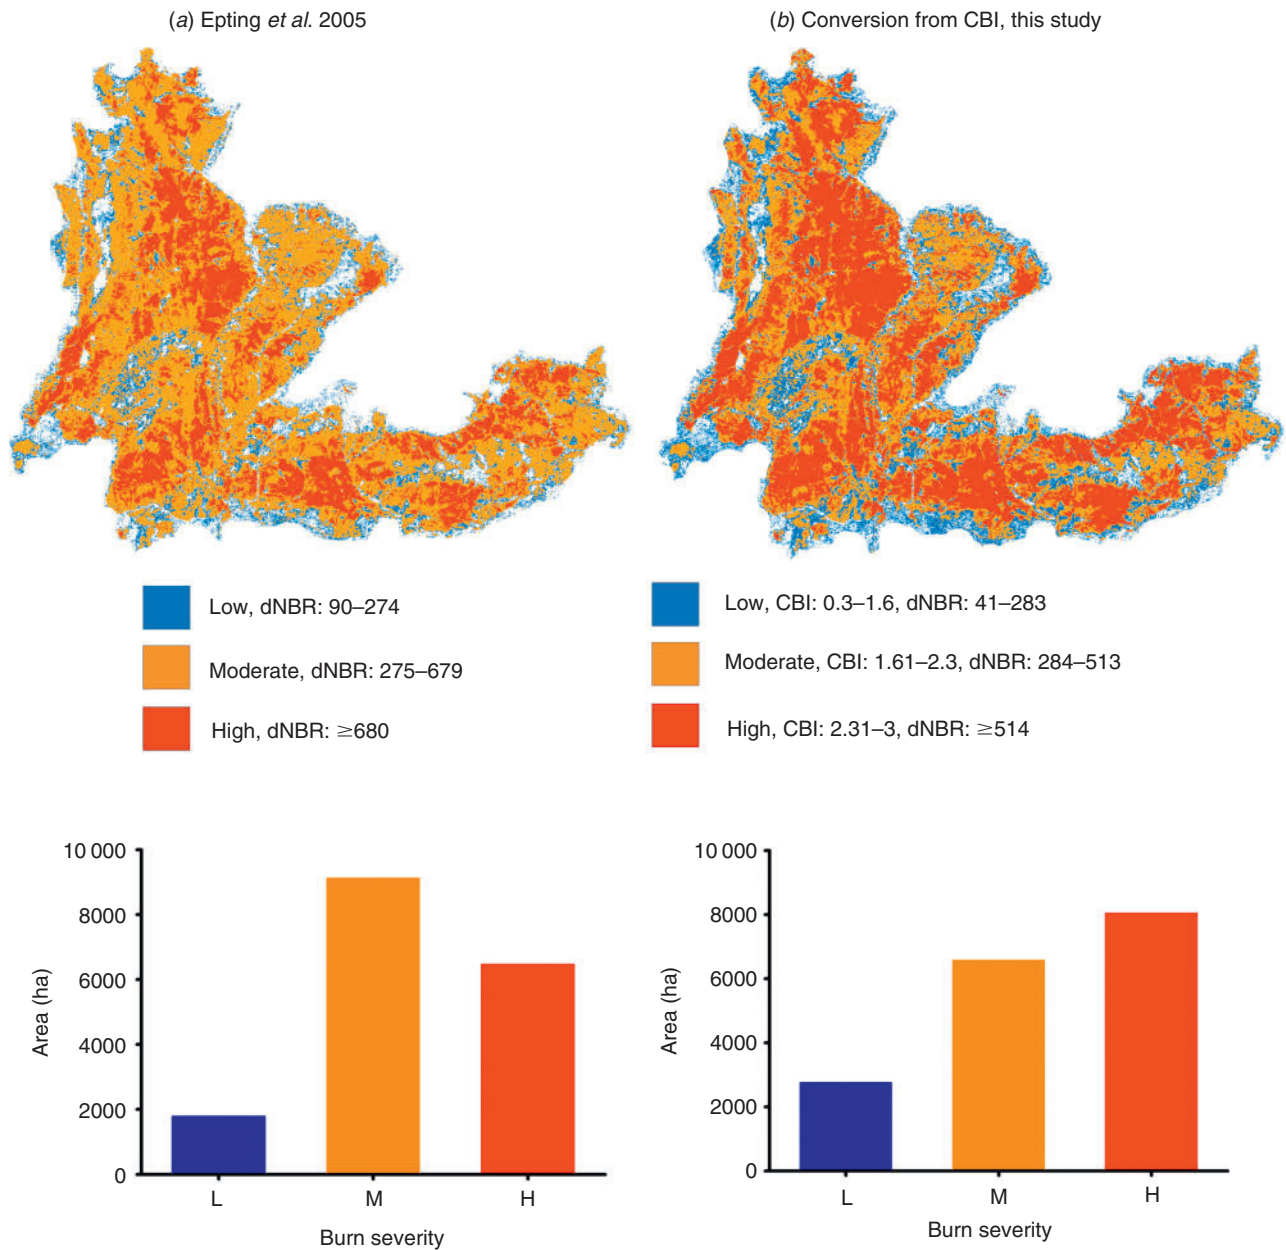 (a) Epting et al. 2005
(b) Conversion from CBI, this study
Low, dNBR: 90–274
Moderate, dNBR: 275–679
High, dNBR: ≥680
Low, CBI: 0.3–1.6, dNBR: 41–283
Moderate, CBI: 1.61–2.3, dNBR: 284–513
High, CBI: 2.31–3, dNBR: ≥514
10 000
8000
6000
4000
2000
0
Area (ha)
L M H
Burn severity
10 000
8000
6000
4000
2000
0
Area (ha)
L M H
Burn severity